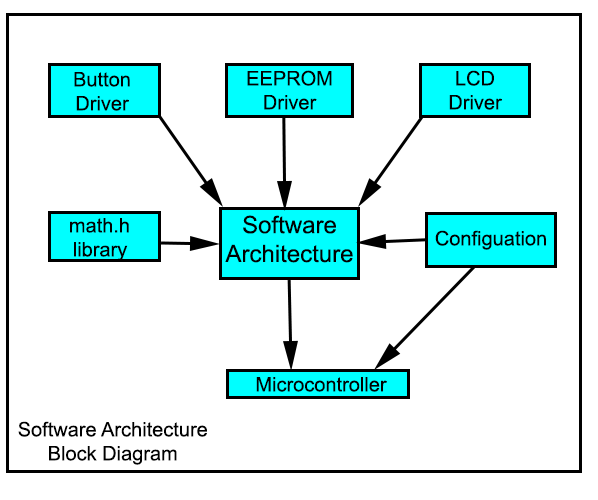 Button
Driver
EEPROM
Driver
LCD
Driver
math.h
library
Software
Architecture
Configuation
Microcontroller
Software Architecture
Block Diagram